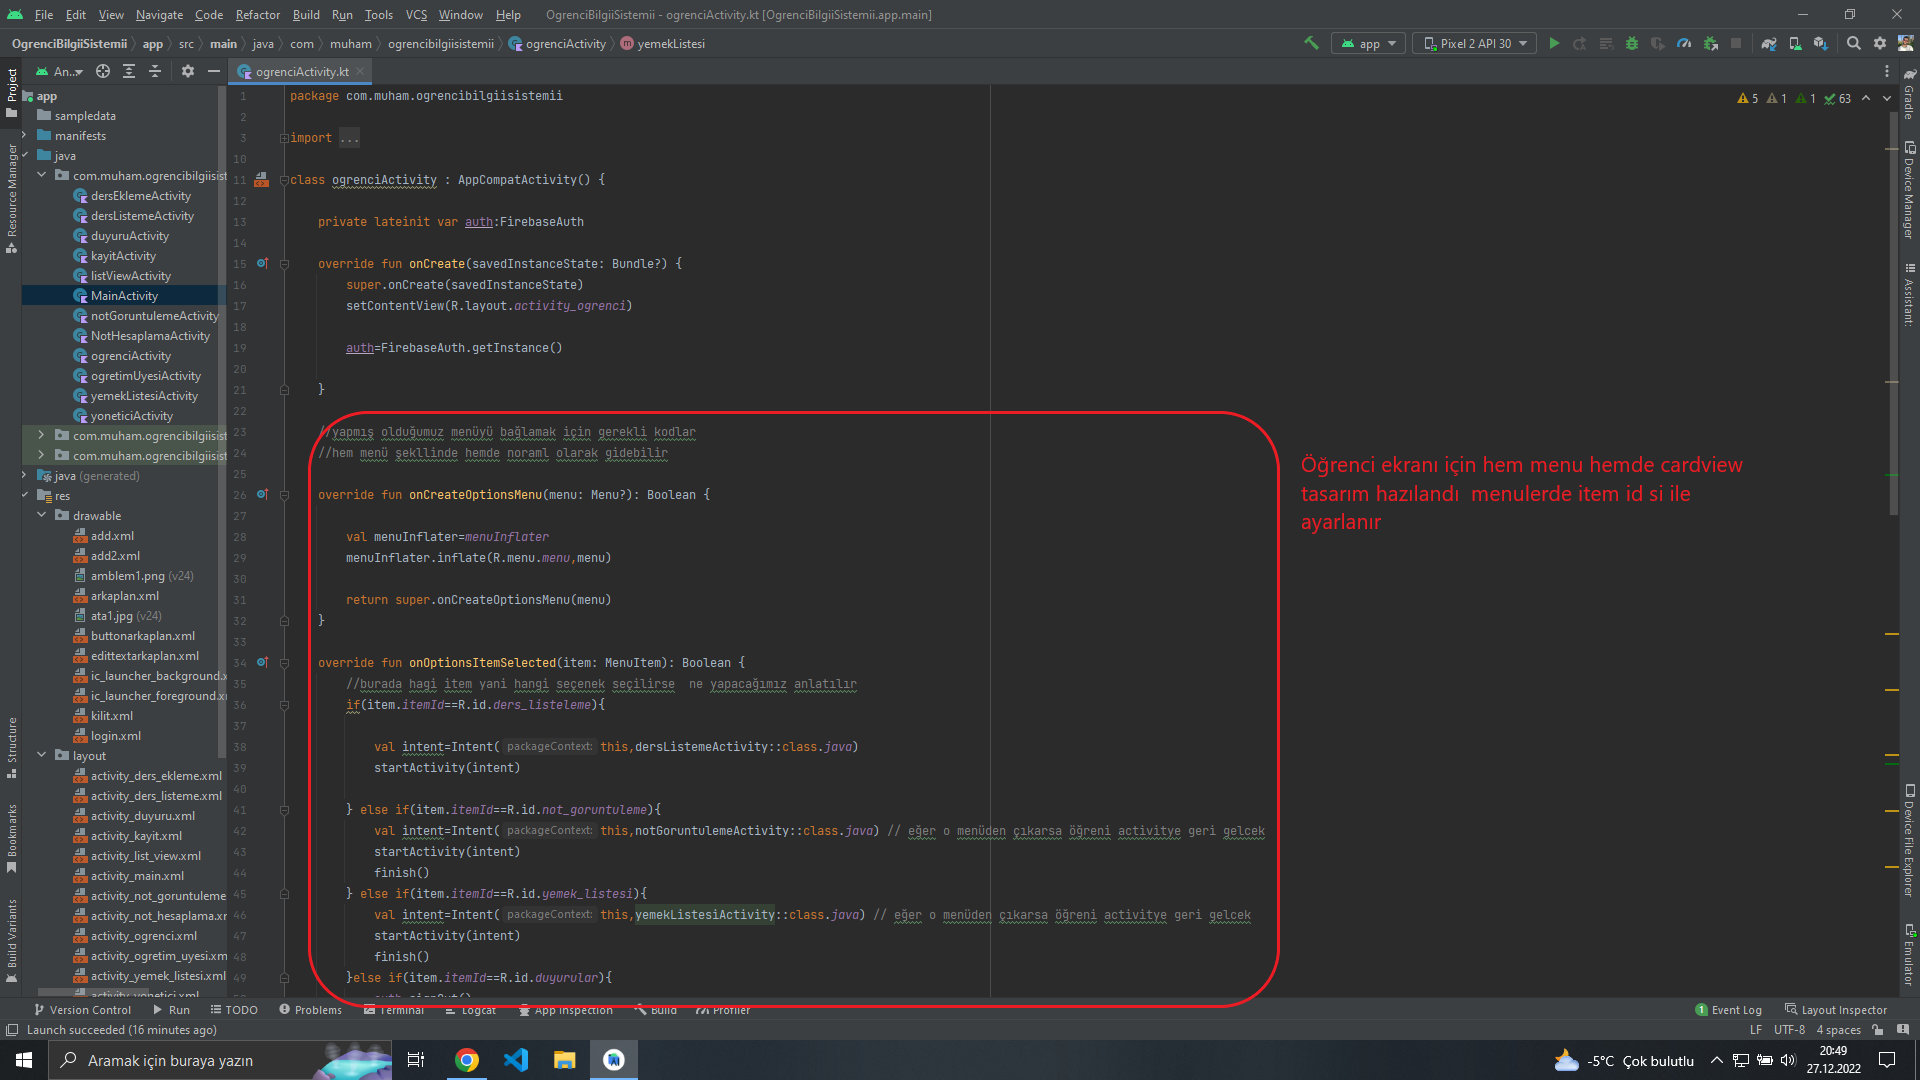 File Edit View Navigate Code Refactor Build Run Tools VCS Window Help OgrenciBilgiiSistemii - ogrenciActivity.kt [OgrenciBilgiiSistemii.app.main]
OgrenciBilgiiSistemii app src main java com muham ogrencibilgiisistemii ogrenciActivity yemekListesi app Pixel 2 API 30
An... ogrenciActivity.kt
Project
Resource Manager
Structure
Bookmarks
Build Variants
app
sampledata
manifests
java
com.muham.ogrencibilgiisist
dersEklemeActivity
dersListemeActivity
duyuruActivity
kayitActivity
listViewActivity
MainActivity
notGoruntulemeActivity
NotHesaplamaActivity
ogrenciActivity
ogretimUyesiActivity
yemekListesiActivity
yoneticiActivity
com.muham.ogrencibilgiisist
com.muham.ogrencibilgiisist
java (generated)
res
drawable
add.xml
add2.xml
amblem1.png (v24)
arkaplan.xml
ata1.jpg (v24)
buttonarkaplan.xml
edittextarkaplan.xml
ic_launcher_background.x
ic_launcher_foreground.x
kilit.xml
login.xml
layout
activity_ders_ekleme.xml
activity_ders_listeme.xml
activity_duyuru.xml
activity_kayit.xml
activity_list_view.xml
activity_main.xml
activity_not_goruntuleme
activity_not_hesaplama.xr
activity_ogrenci.xml
activity_ogretim_uyesi.xm
activity_yemek_listesi.xml
activity_yonetici.xml
5 1 1 63
1 package com.muham.ogrencibilgiisistemii
2
3 import ...
10
11 class ogrenciActivity : AppCompatActivity() {
12
13 private lateinit var auth:FirebaseAuth
14
15 override fun onCreate(savedInstanceState: Bundle?) {
16 super.onCreate(savedInstanceState)
17 setContentView(R.layout.activity_ogrenci)
18
19 auth=FirebaseAuth.getInstance()
20
21 }
22
23 //yapmış olduğumuz menüyü bağlamak için gerekli kodlar
24 //hem menü şekllinde hemde noraml olarak gidebilir
25
26 override fun onCreateOptionsMenu(menu: Menu?): Boolean {
27
28 val menuInflater=menuInflater
29 menuInflater.inflate(R.menu.menu,menu)
30
31 return super.onCreateOptionsMenu(menu)
32 }
33
34 override fun onOptionsItemSelected(item: MenuItem): Boolean {
35 //burada hagi item yani hangi seçenek seçilirse ne yapacağımız anlatılır
36 if(item.itemId==R.id.ders_listeleme){
37
38 val intent=Intent( packageContext: this,dersListemeActivity::class.java)
39 startActivity(intent)
40
41 } else if(item.itemId==R.id.not_goruntuleme){
42 val intent=Intent( packageContext: this,notGoruntulemeActivity::class.java) // eğer o menüden çıkarsa öğreni activitye geri gelcek
43 startActivity(intent)
44 finish()
45 } else if(item.itemId==R.id.yemek_listesi){
46 val intent=Intent( packageContext: this,yemekListesiActivity::class.java) // eğer o menüden çıkarsa öğreni activitye geri gelcek
47 startActivity(intent)
48 finish()
49 }else if(item.itemId==R.id.duyurular){
auth.signOut()
Öğrenci ekranı için hem menu hemde cardview
tasarım hazılandı menulerde item id si ile
ayarlanır
Gradle
Device Manager
Assistant:
Device File Explorer
Emulator
Version Control Run TODO Problems Terminal Logcat App Inspection Build Profiler 1 Event Log Layout Inspector
Launch succeeded (16 minutes ago) LF UTF-8 4 spaces
Aramak için buraya yazın -5°C Çok bulutlu 20:49
27.12.2022